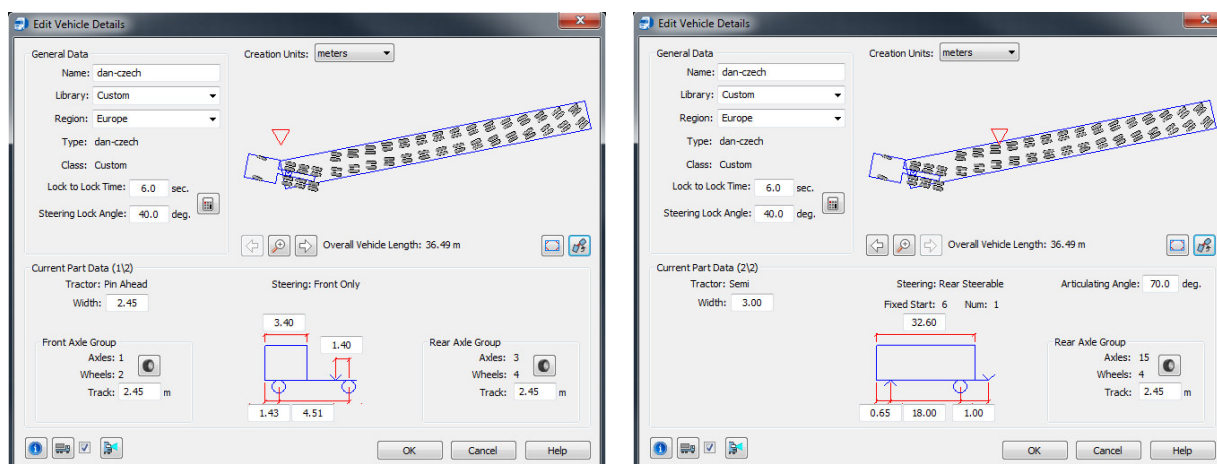 Edit Vehicle Details
General Data
Name: dan-czech
Library: Custom
Region: Europe
Type: dan-czech
Class: Custom
Lock to Lock Time: 6.0 sec.
Steering Lock Angle: 40.0 deg.
Creation Units: meters
Overall Vehicle Length: 36.49 m
Current Part Data (1\2)
Tractor: Pin Ahead
Width: 2.45
Steering: Front Only
Front Axle Group
Axles: 1
Wheels: 2
Track: 2.45 m
3.40
1.40
1.43 4.51
Rear Axle Group
Axles: 3
Wheels: 4
Track: 2.45 m
OK Cancel Help
Edit Vehicle Details
General Data
Name: dan-czech
Library: Custom
Region: Europe
Type: dan-czech
Class: Custom
Lock to Lock Time: 6.0 sec.
Steering Lock Angle: 40.0 deg.
Creation Units: meters
Overall Vehicle Length: 36.49 m
Current Part Data (2\2)
Tractor: Semi
Width: 3.00
Steering: Rear Steerable
Fixed Start: 6 Num: 1
Articulating Angle: 70.0 deg.
32.60
0.65 18.00 1.00
Rear Axle Group
Axles: 15
Wheels: 4
Track: 2.45 m
OK Cancel Help